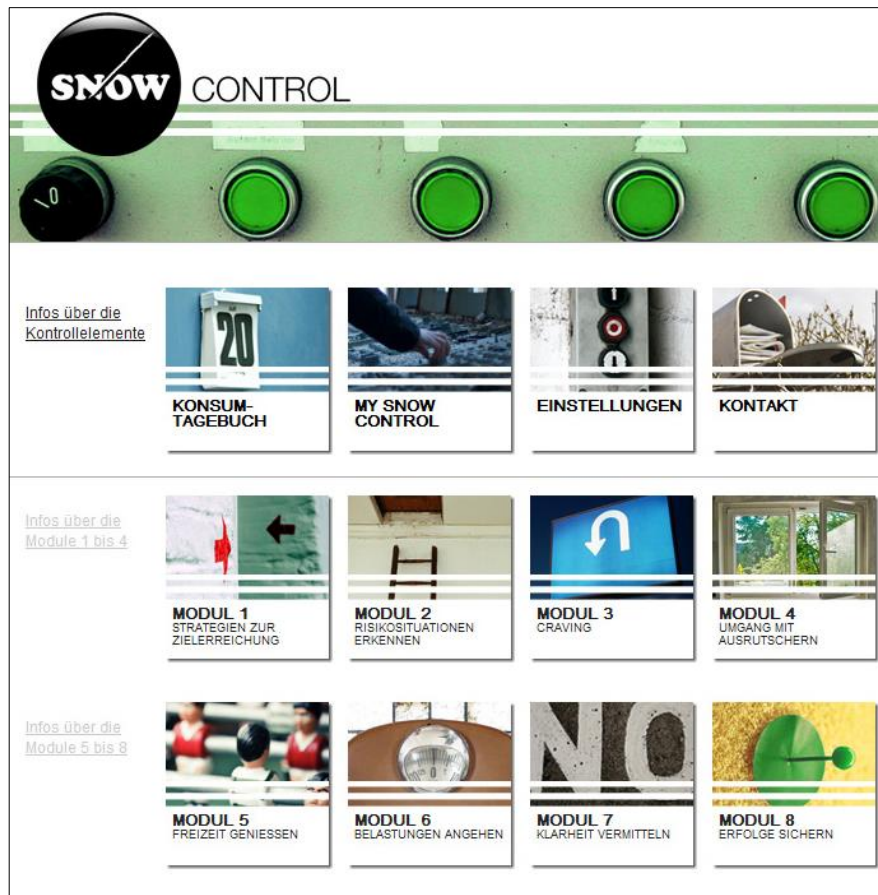 SNOW CONTROL
Infos über die
Kontrollelemente
20
KONSUM-
TAGEBUCH
MY SNOW
CONTROL
EINSTELLUNGEN
KONTAKT
Infos über die
Module 1 bis 4
MODUL 1
STRATEGIEN ZUR
ZIELERREICHUNG
MODUL 2
RISIKOSITUATIONEN
ERKENNEN
MODUL 3
CRAVING
MODUL 4
UMGANG MIT
AUSRUTSCHERN
Infos über die
Module 5 bis 8
MODUL 5
FREIZEIT GENIESSEN
0
MODUL 6
BELASTUNGEN ANGEHEN
NO
MODUL 7
KLARHEIT VERMITTELN
MODUL 8
ERFOLGE SICHERN